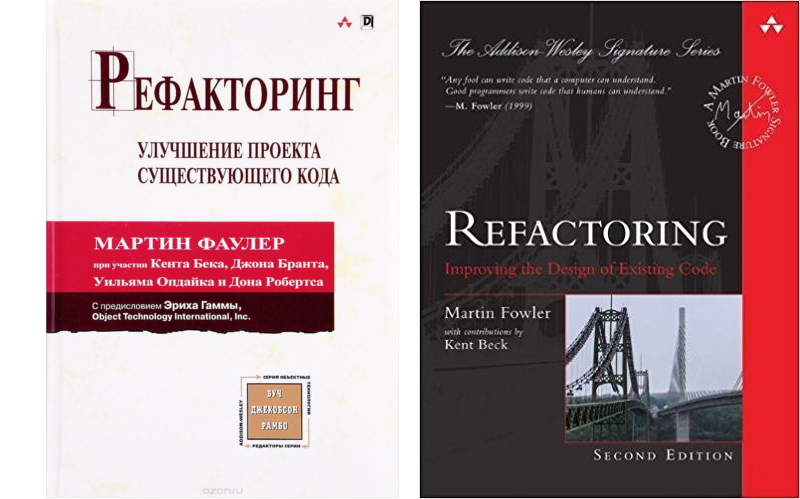 РЕФАКТОРИНГ
УЛУЧШЕНИЕ ПРОЕКТА
СУЩЕСТВУЮЩЕГО КОДА
МАРТИН ФАУЛЕР
при участии Кента Бека, Джона Бранта,
Уильяма Опдайка и Дона Робертса
С предисловием Эриха Гаммы,
Object Technology International, Inc.
СЕРИЯ ОБЪЕКТНЫЕ
ТЕХНОЛОГИИ
ADDISON-WESLEY
БУЧ
ДЖЕКОБСОН
РАМБО
РЕДАКТОРЫ СЕРИИ
ozon.ru
The Addison Wesley Signature Series
"Any fool can write code that a computer can understand.
Good programmers write code that humans can understand."
—M. Fowler (1999)
A MARTIN FOWLER SIGNATURE BOOK
Martin
REFACTORING
Improving the Design of Existing Code
Martin Fowler
with contributions by
Kent Beck
SECOND EDITION